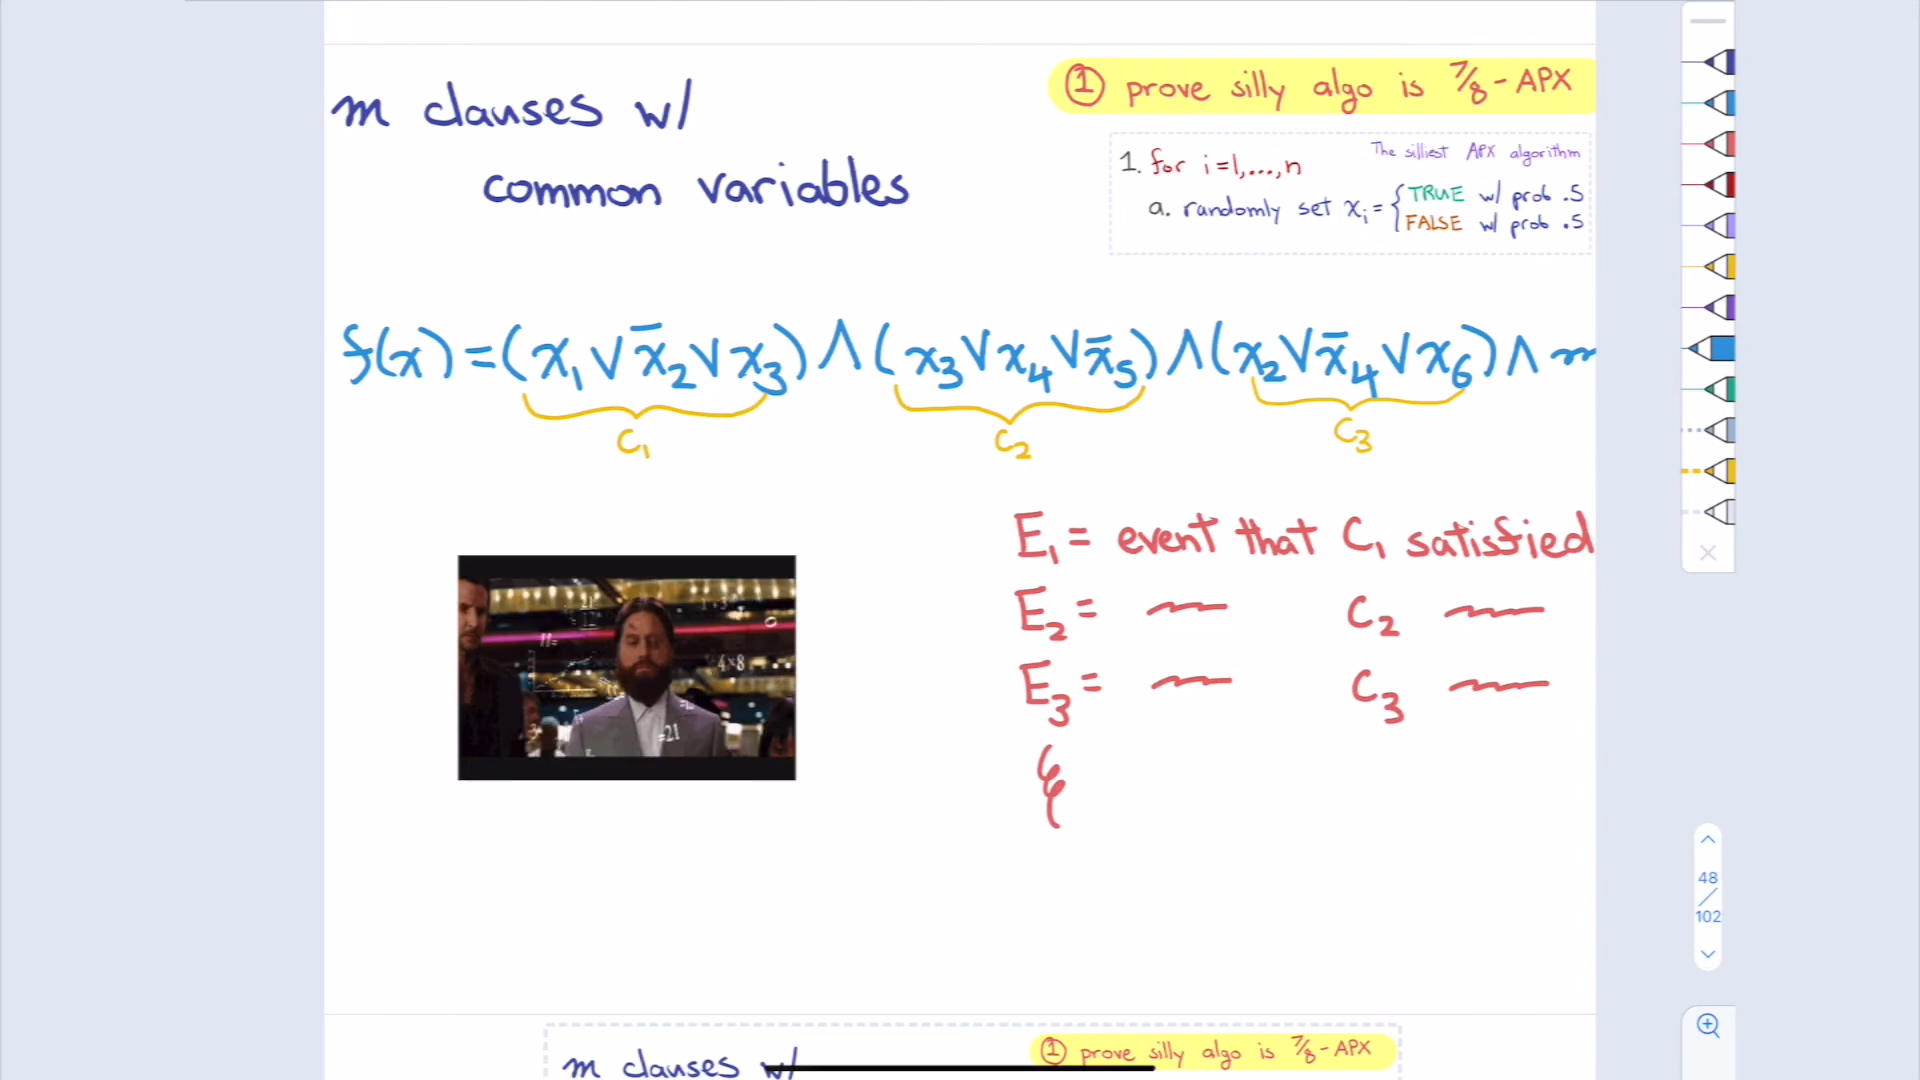 m clauses w/
common variables
① prove silly algo is 7/8-APX
The silliest APX algorithm
1. for i=1,...,n
a. randomly set xᵢ= { TRUE w/ prob .5
FALSE w/ prob .5
f(x) = (x₁ ∨ x̄₂ ∨ x₃) ∧ (x₃ ∨ x₄ ∨ x̄₅) ∧ (x₂ ∨ x̄₄ ∨ x₆) ∧
C₁ C₂ C₃
E₁ = event that C₁ satisfied
E₂ = C₂
E₃ = C₃
4×8
=21
48
/
102
m clauses w/
① prove silly algo is 7/8-APX